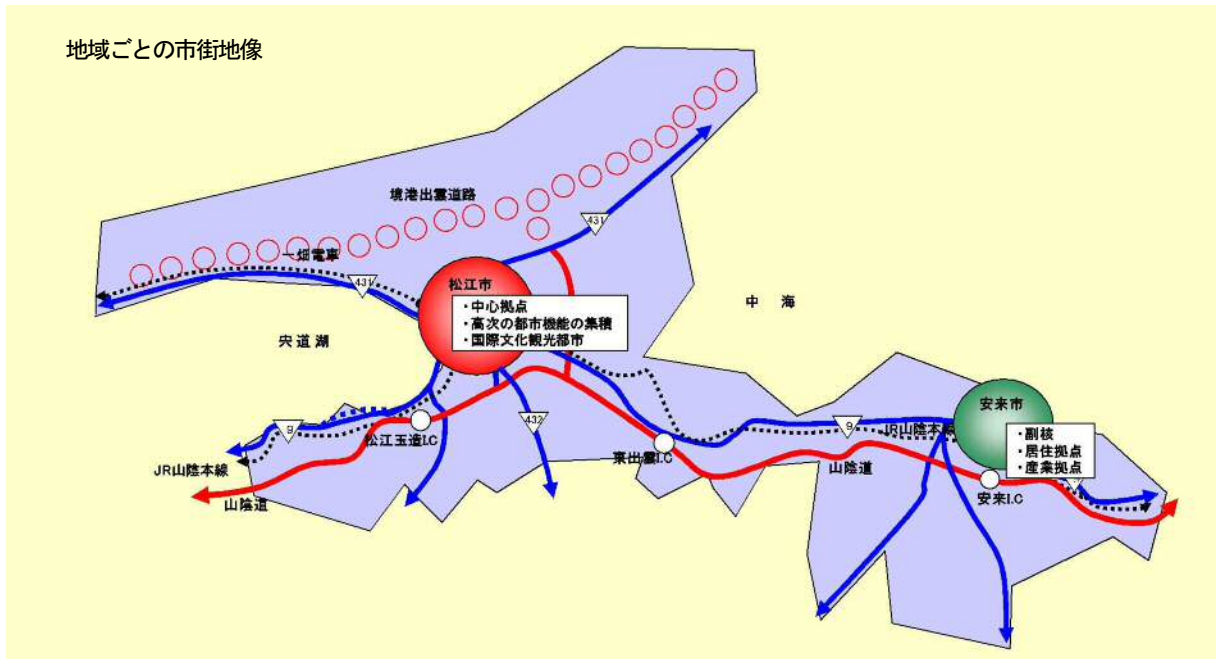 地域ごとの市街地像
境港出雲道路
431
一畑電車
431
松江市
・中心拠点
・高次の都市機能の集積
・国際文化観光都市
中 海
宍道湖
安来市
・副核
・居住拠点
・産業拠点
9
松江玉造I.C
432
9
JR山陰本線
東出雲I.C
山陰道
JR山陰本線
山陰道
安来I.C